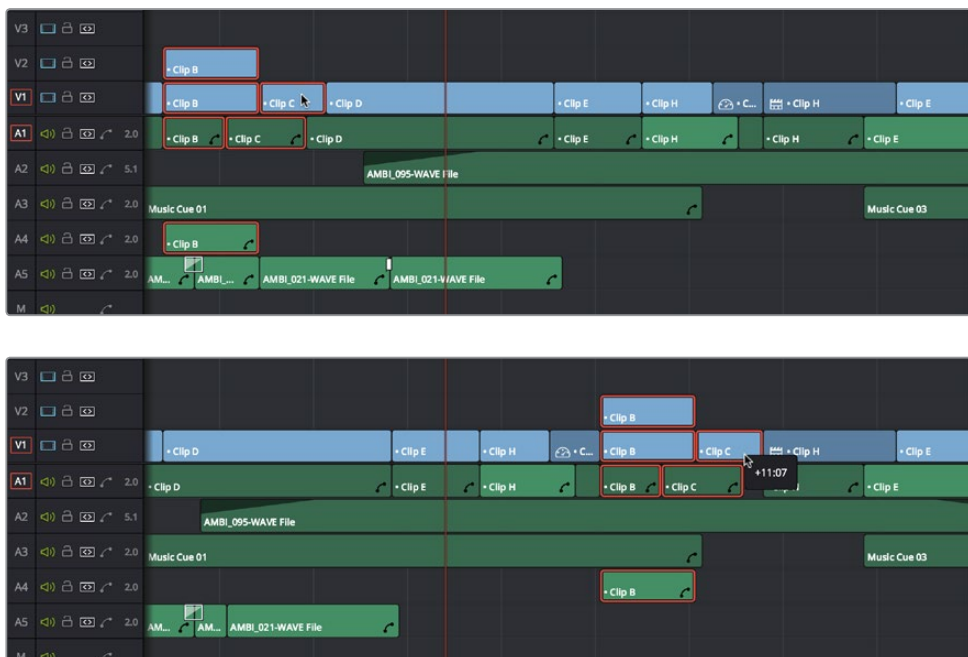 V3
V2 • Clip B
V1 • Clip B • Clip C • Clip D • Clip E • Clip H • C... • Clip H • Clip E
A1 2.0 • Clip B • Clip C • Clip D • Clip E • Clip H • Clip H • Clip E
A2 5.1 AMBI_095-WAVE File
A3 2.0 Music Cue 01 Music Cue 03
A4 2.0 • Clip B
A5 2.0 AM... AMBI_... AMBI_021-WAVE File AMBI_021-WAVE File
M
V3
V2 • Clip B
V1 • Clip D • Clip E • Clip H • C... • Clip B • Clip C • Clip H • Clip E
+11:07
A1 2.0 • Clip D • Clip E • Clip H • Clip B • Clip C • Clip E
A2 5.1 AMBI_095-WAVE File
A3 2.0 Music Cue 01 Music Cue 03
A4 2.0 • Clip B
A5 2.0 AM... AM... AMBI_021-WAVE File
M